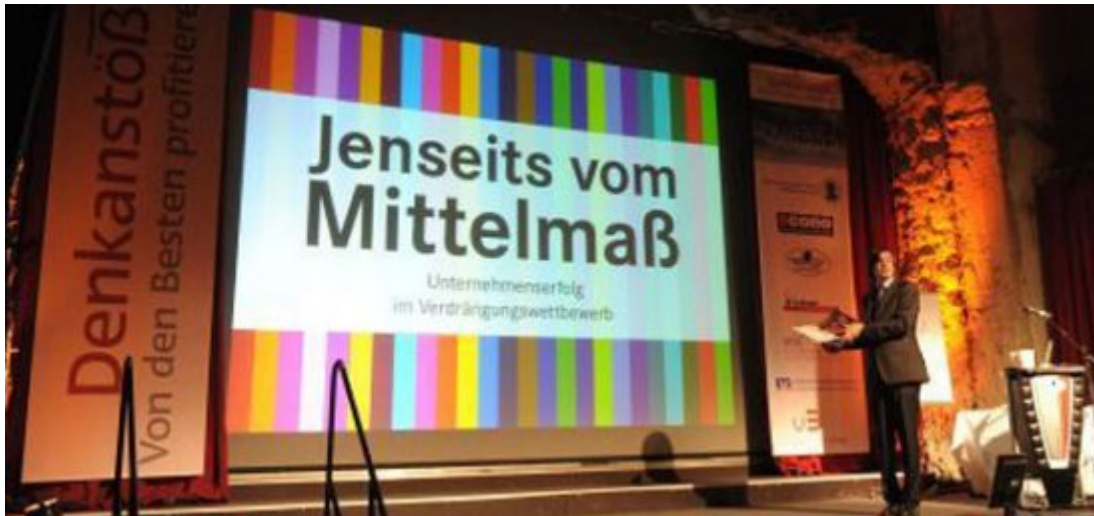 Denkanstöß
Von den Besten profitiere
Jenseits vom
Mittelmaß
Unternehmenserfolg
im Verdrängungswettbewerb